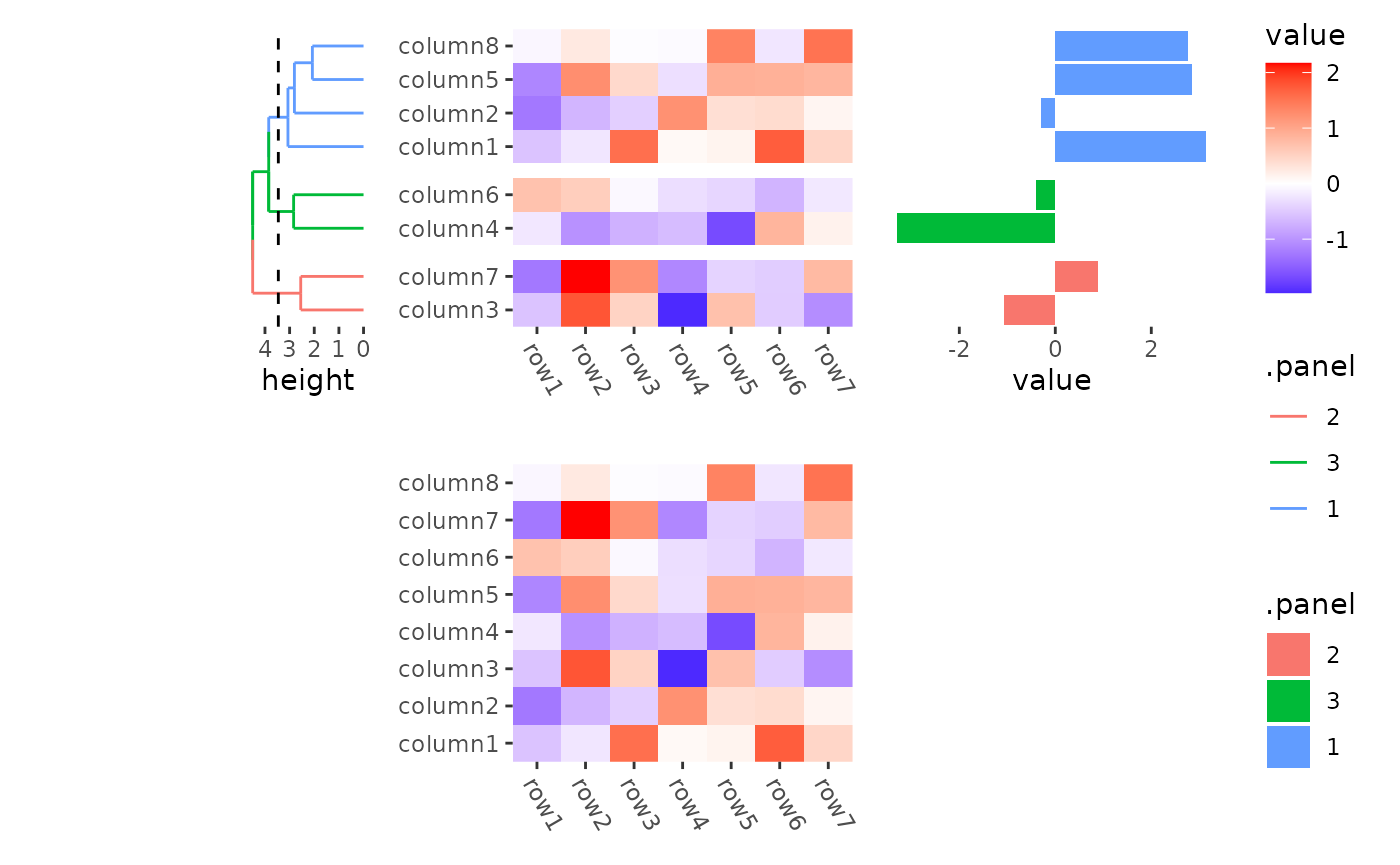 column8
column5
column2
column1
column6
column4
column7
column3
4 3 2 1 0
height
row1 row2 row3 row4 row5 row6 row7
-2 0 2
value
value
2
1
0
-1
.panel
2
3
1
column8
column7
column6
column5
column4
column3
column2
column1
row1 row2 row3 row4 row5 row6 row7
.panel
2
3
1